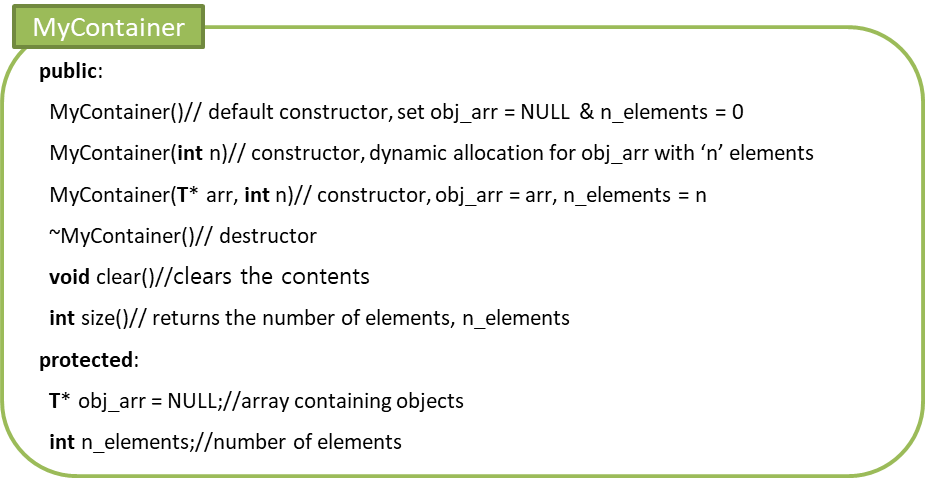 MyContainer
public:
MyContainer()// default constructor, set obj_arr = NULL & n_elements = 0
MyContainer(int n)// constructor, dynamic allocation for obj_arr with ‘n’ elements
MyContainer(T* arr, int n)// constructor, obj_arr = arr, n_elements = n
~MyContainer()// destructor
void clear()//clears the contents
int size()// returns the number of elements, n_elements
protected:
T* obj_arr = NULL;//array containing objects
int n_elements;//number of elements